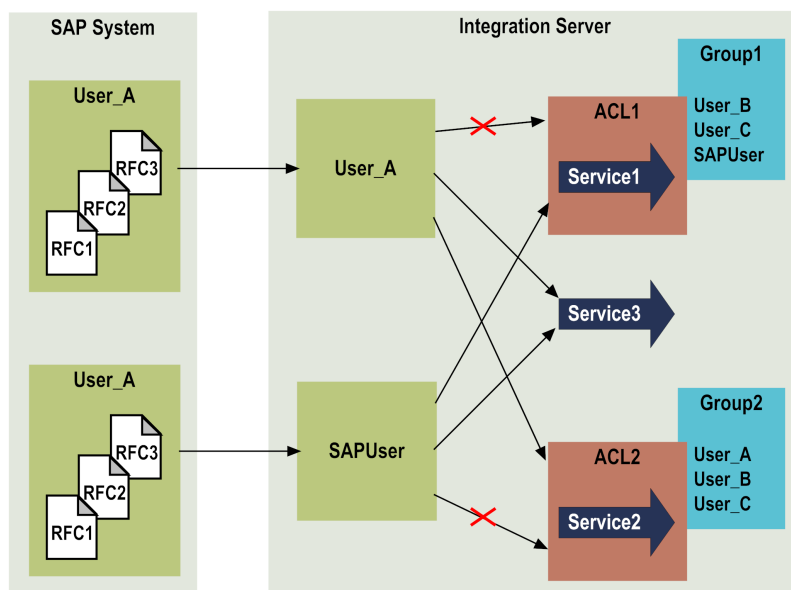 SAP System
User_A
RFC3
RFC2
RFC1
User_A
RFC3
RFC2
RFC1
Integration Server
User_A
SAPUser
ACL1
Service1
Group1
User_B
User_C
SAPUser
Service3
ACL2
Service2
Group2
User_A
User_B
User_C